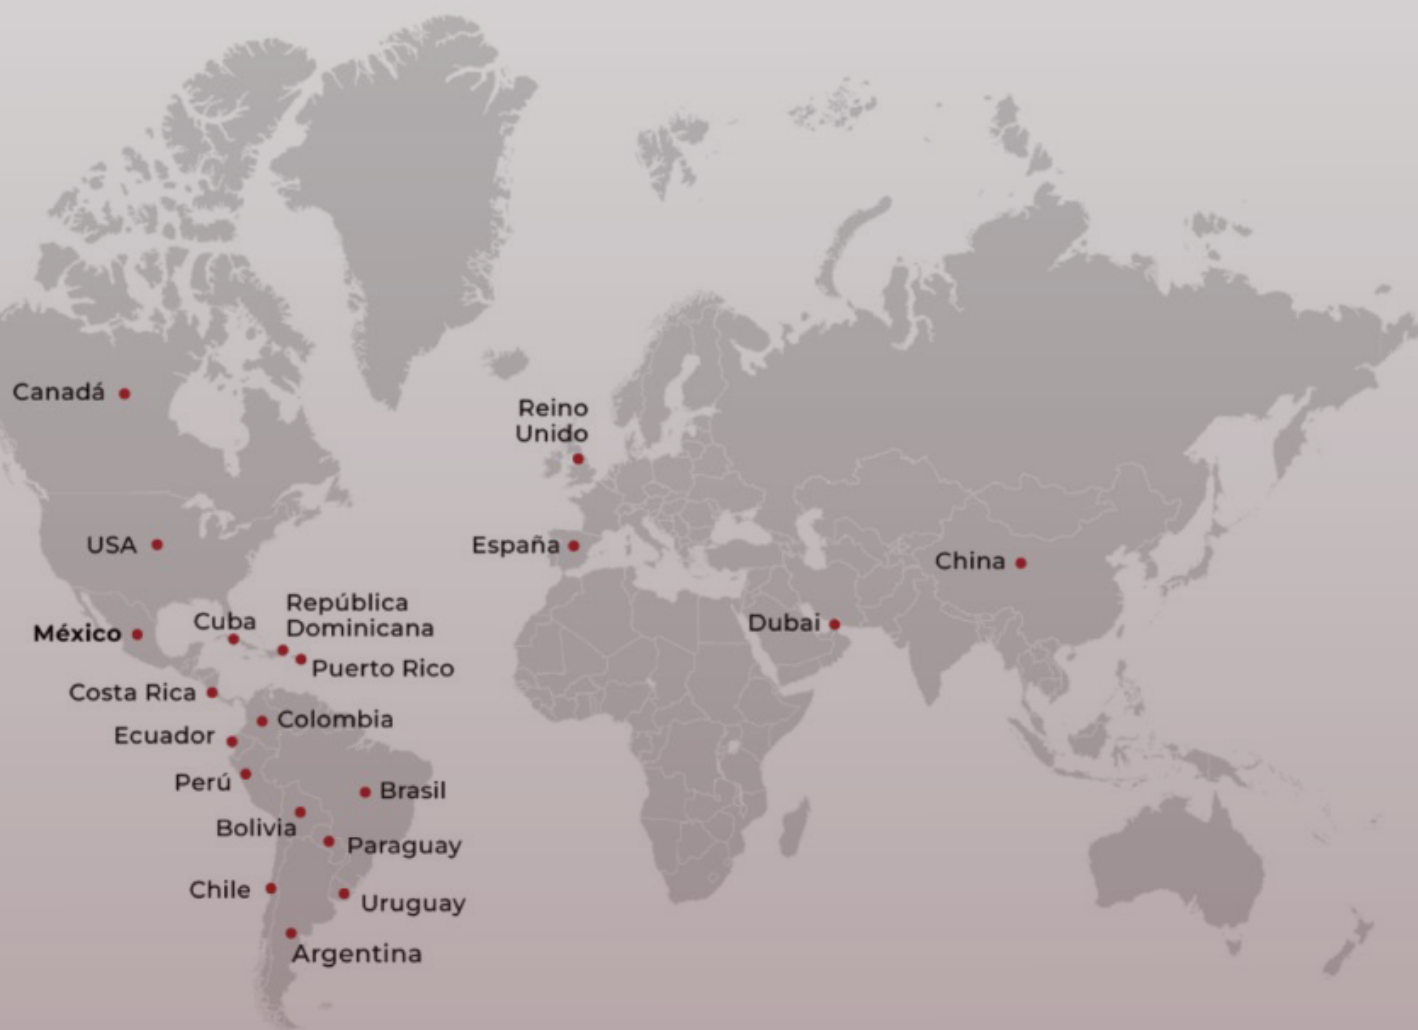 Canadá
Reino
Unido
USA
España
China
República
Dominicana
Cuba
Dubai
México
Puerto Rico
Costa Rica
Colombia
Ecuador
Perú
Brasil
Bolivia
Paraguay
Chile
Uruguay
Argentina